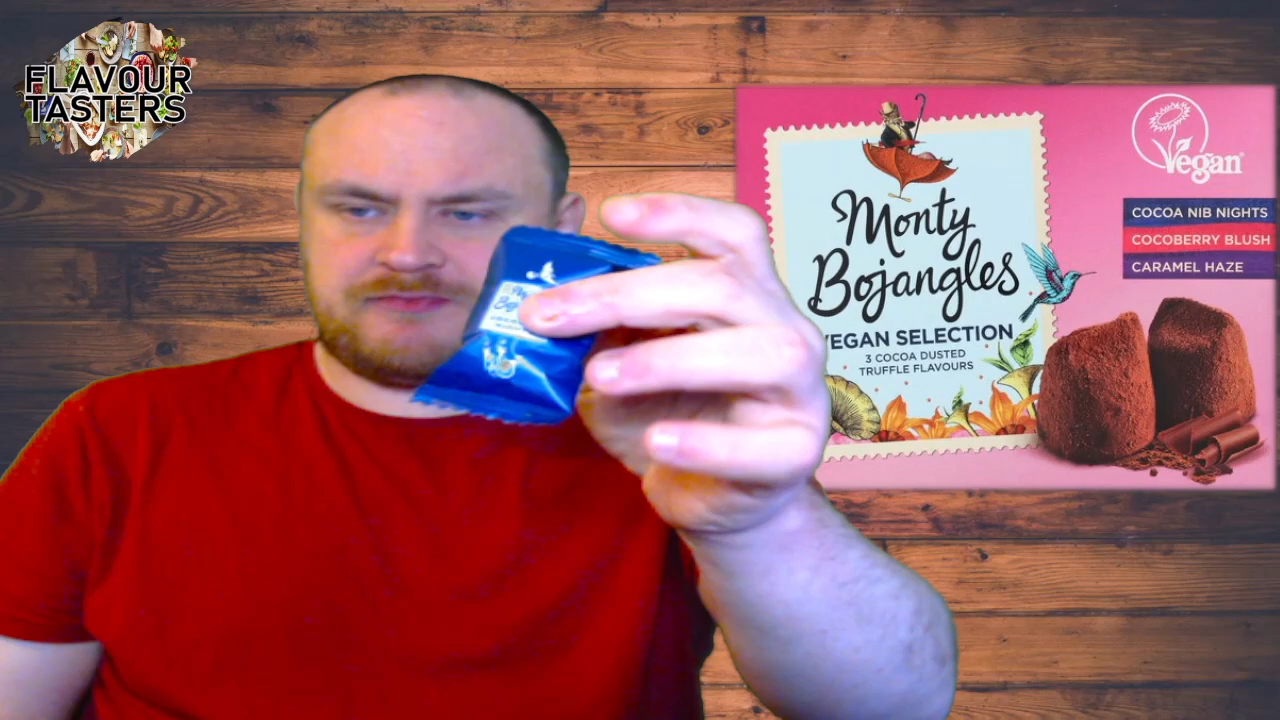 FLAVOUR
TASTERS
Vegan
Monty
Bojangles
VEGAN SELECTION
3 COCOA DUSTED
TRUFFLE FLAVOURS
COCOA NIB NIGHTS
COCOBERRY BLUSH
CARAMEL HAZE